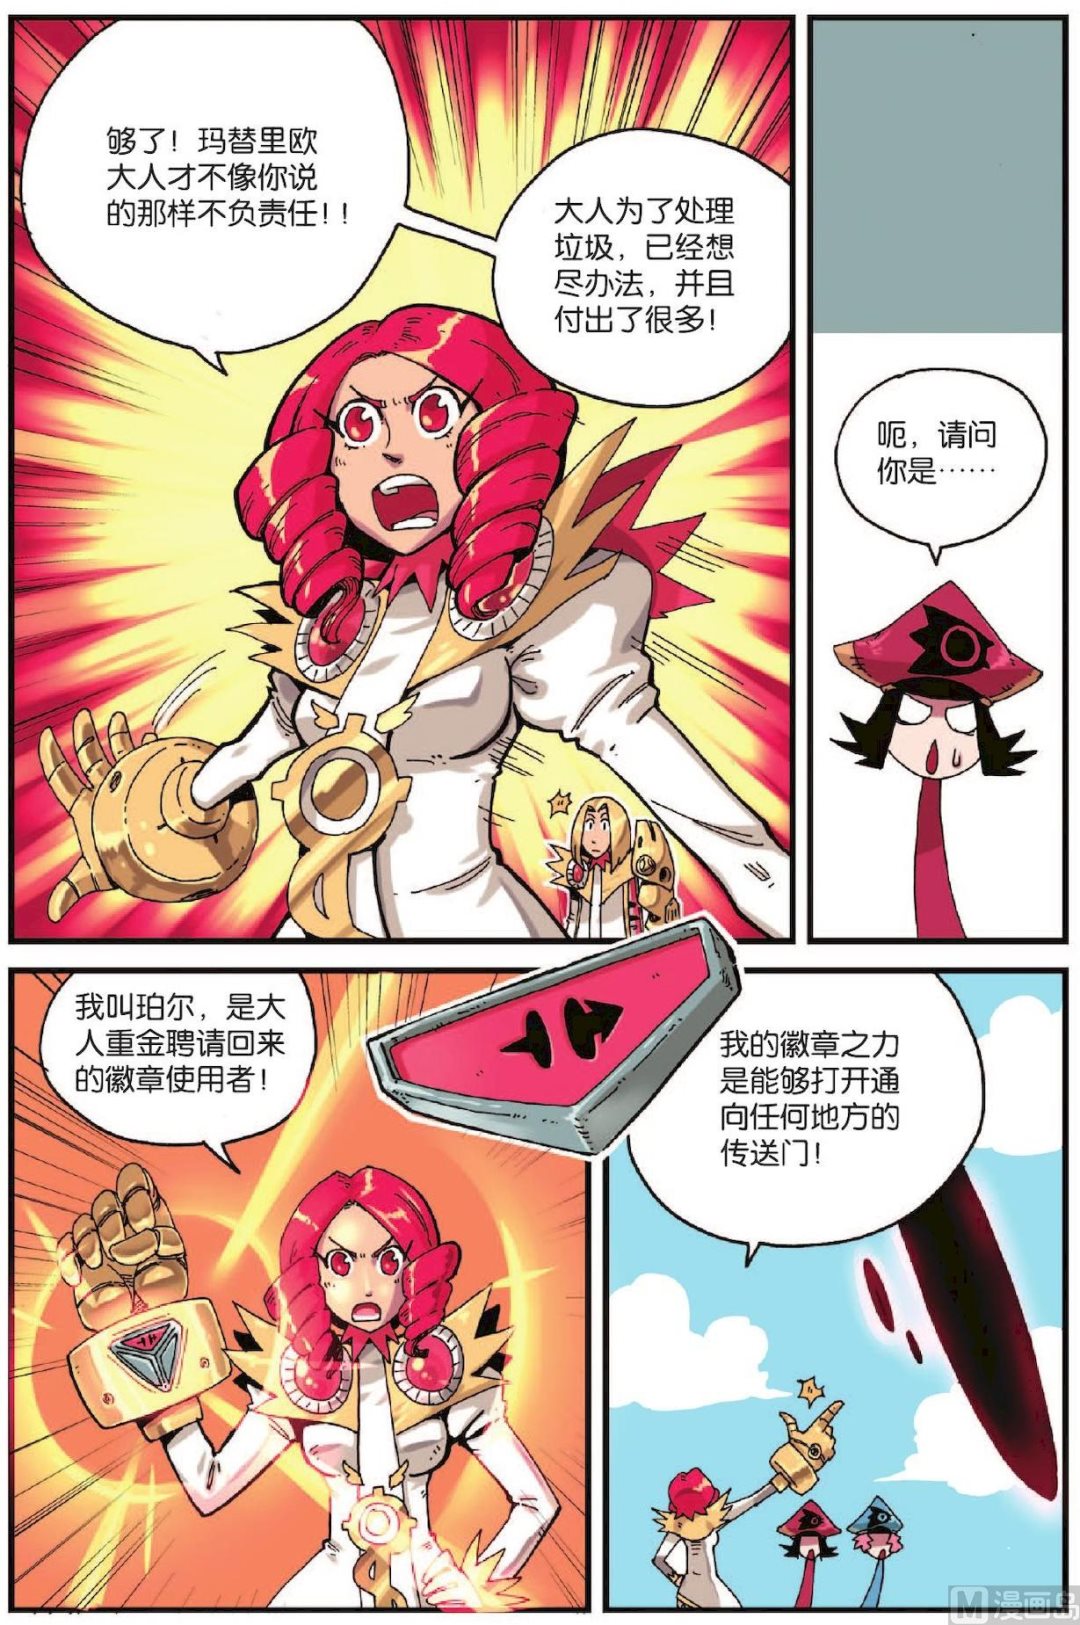 够了！玛替里欧
大人才不像你说
的那样不负责任！！
大人为了处理
垃圾，已经想
尽办法，并且
付出了很多！
呃，请问
你是……
我叫珀尔，是大
人重金聘请回来
的徽章使用者！
我的徽章之力
是能够打开通
向任何地方的
传送门！
M 漫画岛